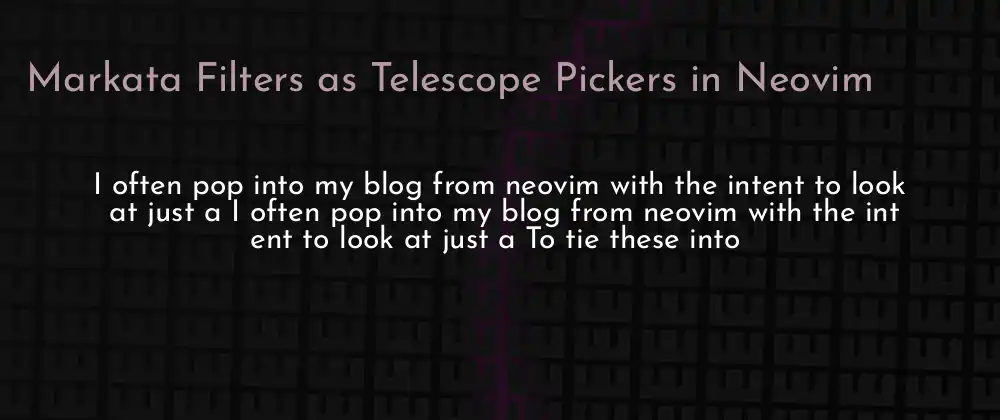 Markata Filters as Telescope Pickers in Neovim
I often pop into my blog from neovim with the intent to look
at just a I often pop into my blog from neovim with the int
ent to look at just a To tie these into